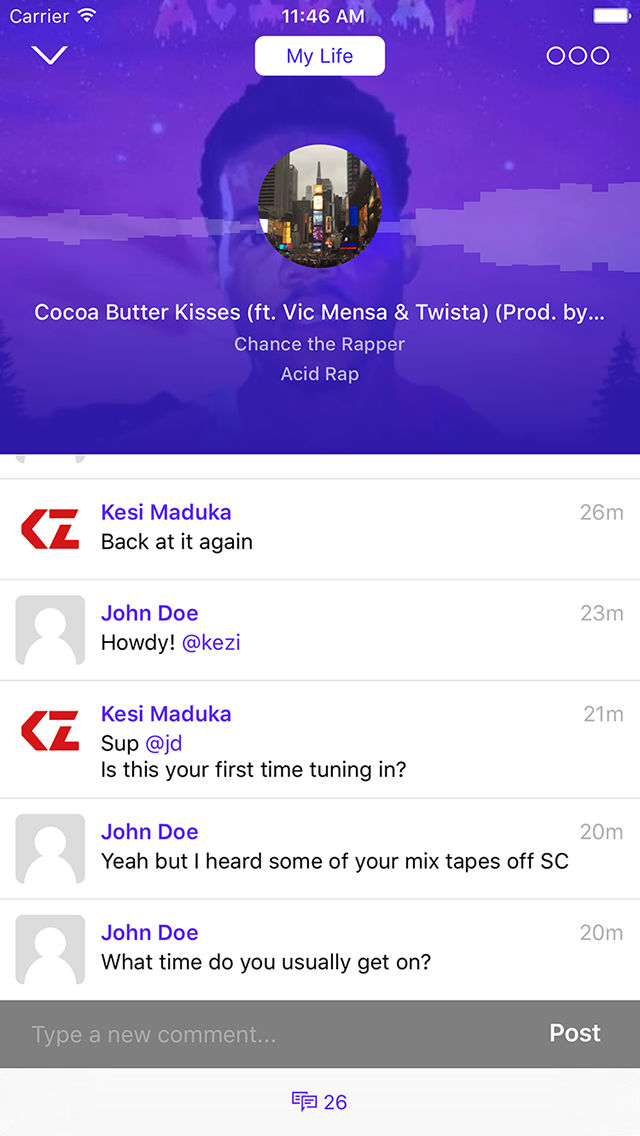 Carrier
11:46 AM
ACID RAP
My Life
Cocoa Butter Kisses (ft. Vic Mensa & Twista) (Prod. by...
Chance the Rapper
Acid Rap
Kesi Maduka
26m
Back at it again
John Doe
23m
Howdy! @kezi
Kesi Maduka
21m
Sup @jd
Is this your first time tuning in?
John Doe
20m
Yeah but I heard some of your mix tapes off SC
John Doe
20m
What time do you usually get on?
Type a new comment...
Post
26